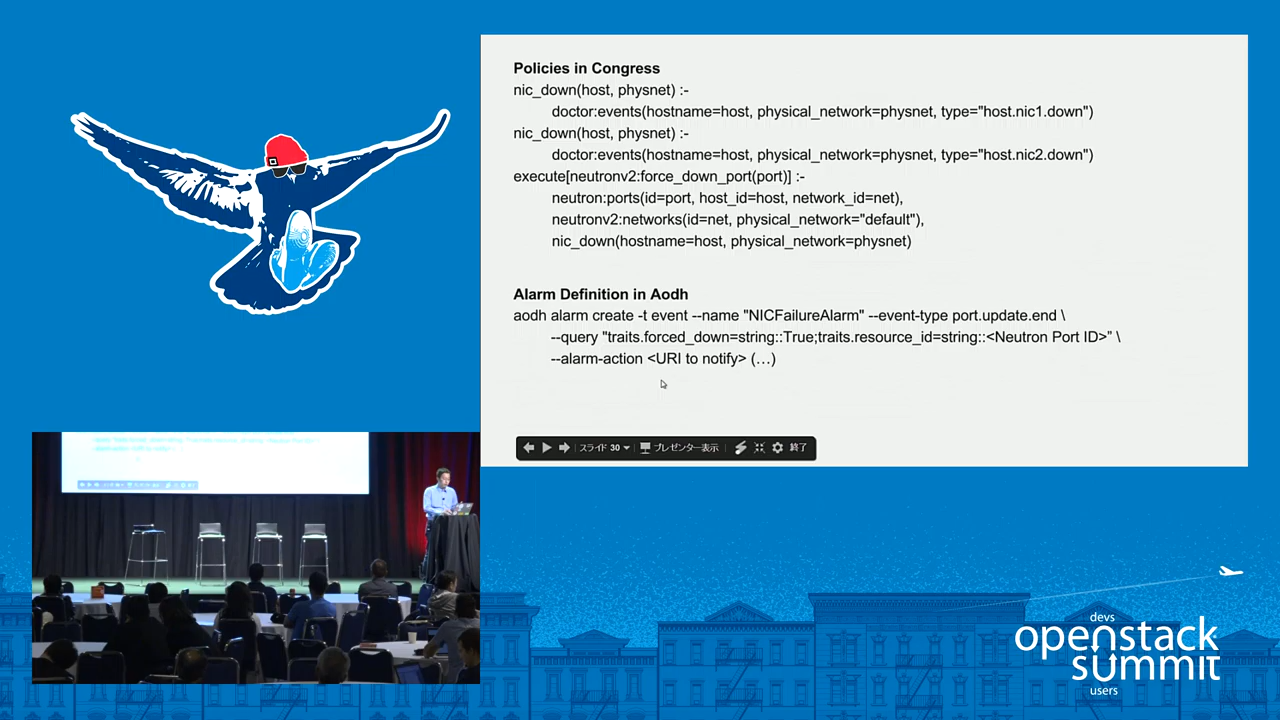 Policies in Congress
nic_down(host, physnet) :-
doctor:events(hostname=host, physical_network=physnet, type="host.nic1.down")
nic_down(host, physnet) :-
doctor:events(hostname=host, physical_network=physnet, type="host.nic2.down")
execute[neutronv2:force_down_port(port)] :-
neutron:ports(id=port, host_id=host, network_id=net),
neutronv2:networks(id=net, physical_network="default"),
nic_down(hostname=host, physical_network=physnet)
Alarm Definition in Aodh
aodh alarm create -t event --name "NICFailureAlarm" --event-type port.update.end \
--query "traits.forced_down=string::True;traits.resource_id=string::<Neutron Port ID>” \
--alarm-action <URI to notify> (…)
スライド 30 プレゼンター表示 終了
devs
openstack
summit
users